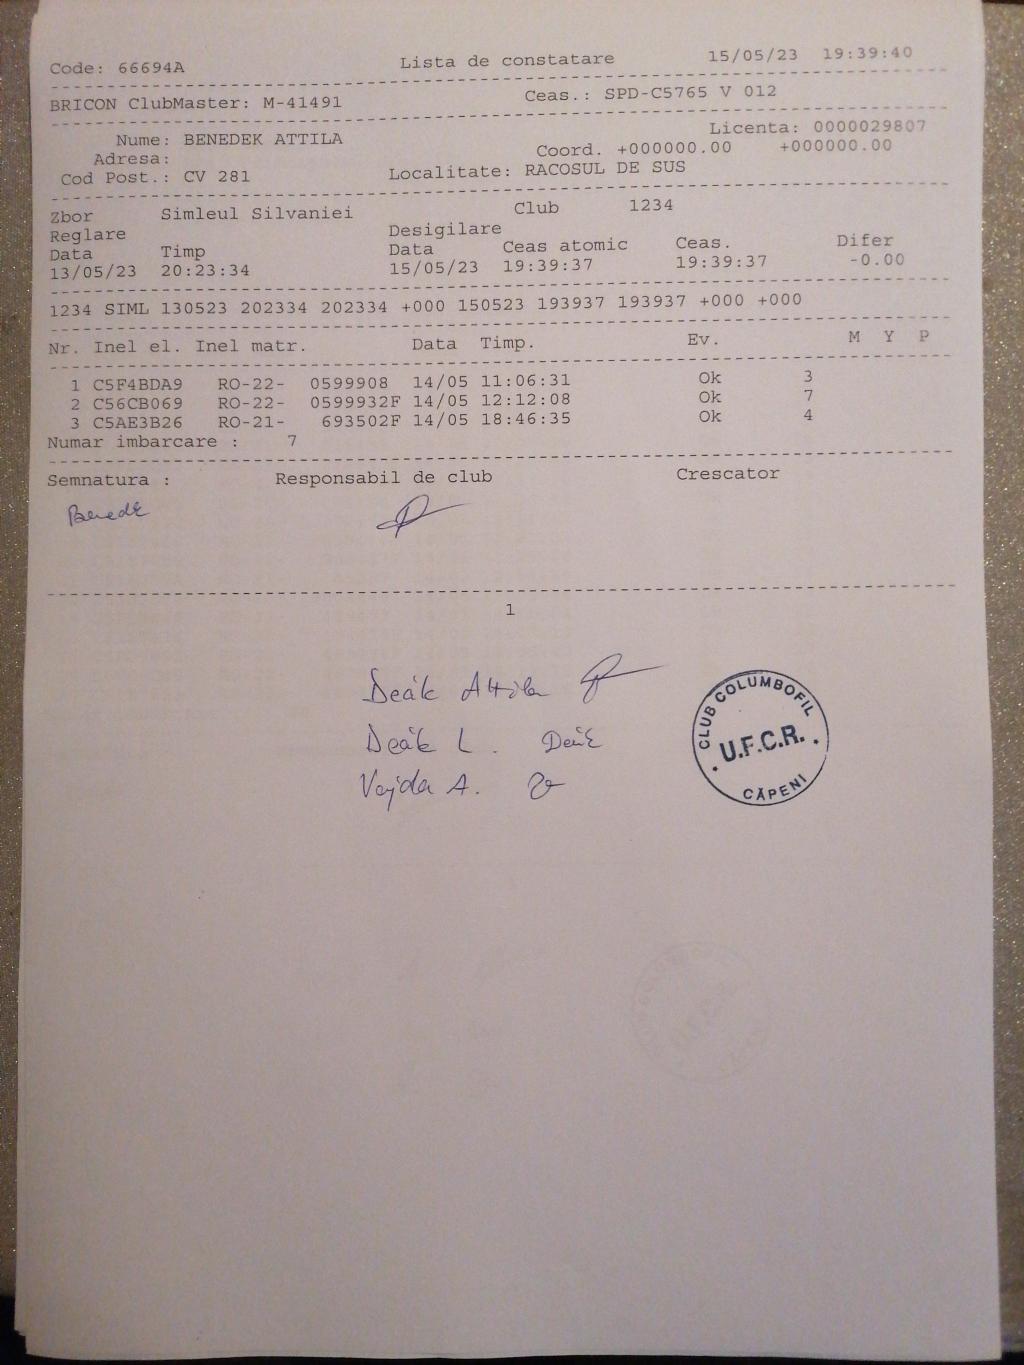 Code: 66694A Lista de constatare 15/05/23 19:39:40
BRICON ClubMaster: M-41491 Ceas.: SPD-C5765 V 012
Nume: BENEDEK ATTILA Licenta: 0000029807
Adresa: Coord. +000000.00 +000000.00
Cod Post.: CV 281 Localitate: RACOSUL DE SUS
Zbor Simleul Silvaniei Club 1234
Reglare Desigilare
Data Timp Data Ceas atomic Ceas. Difer
13/05/23 20:23:34 15/05/23 19:39:37 19:39:37 -0.00
1234 SIML 130523 202334 202334 +000 150523 193937 193937 +000 +000
Nr. Inel el. Inel matr. Data Timp. Ev. M Y P
1 C5F4BDA9 RO-22- 0599908 14/05 11:06:31 Ok 3
2 C56CB069 RO-22- 0599932F 14/05 12:12:08 Ok 7
3 C5AE3B26 RO-21- 693502F 14/05 18:46:35 Ok 4
Numar imbarcare : 7
Semnatura : Responsabil de club Crescator
Benedk
1
Deák Attila
Deák L. Deák
Vajda A.
CLUB COLUMBOFIL
U.F.C.R.
CĂPENI